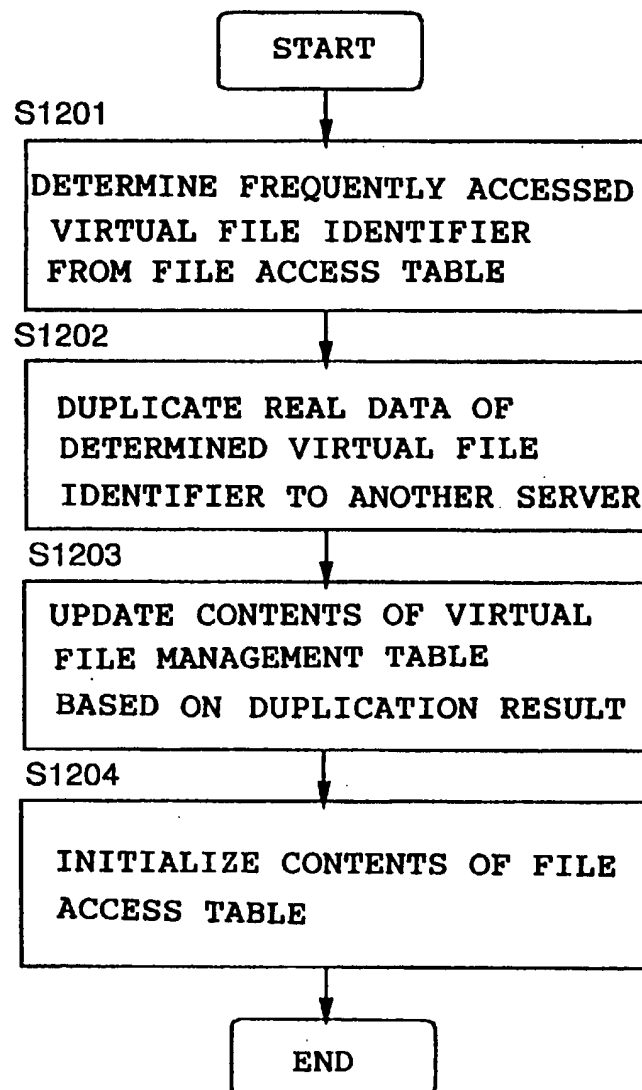 START
S1201
DETERMINE FREQUENTLY ACCESSED
VIRTUAL FILE IDENTIFIER
FROM FILE ACCESS TABLE
S1202
DUPLICATE REAL DATA OF
DETERMINED VIRTUAL FILE
IDENTIFIER TO ANOTHER SERVER
S1203
UPDATE CONTENTS OF VIRTUAL
FILE MANAGEMENT TABLE
BASED ON DUPLICATION RESULT
S1204
INITIALIZE CONTENTS OF FILE
ACCESS TABLE
END